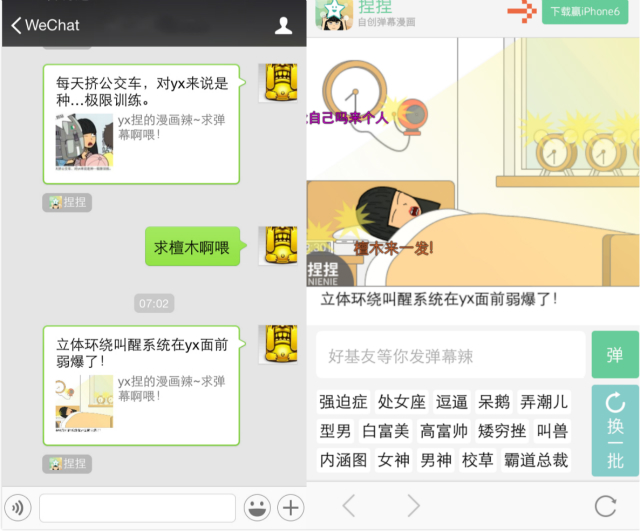 WeChat
每天挤公交车，对yx来说是
种...极限训练。
yx捏的漫画辣~求弹
幕啊喂！
捏捏
求檀木啊喂
07:02
立体环绕叫醒系统在yx面前
弱爆了！
yx捏的漫画辣~求弹
幕啊喂！
捏捏
捏捏
自创弹幕漫画
下载赢iPhone6
自己吗来个人
檀木来一发!
捏捏
NIENIE
立体环绕叫醒系统在yx面前弱爆了！
好基友等你发弹幕辣
弹
强迫症 处女座 逗逼 呆鹅 弄潮儿
型男 白富美 高富帅 矮穷挫 叫兽
内涵图 女神 男神 校草 霸道总裁
换
一
批